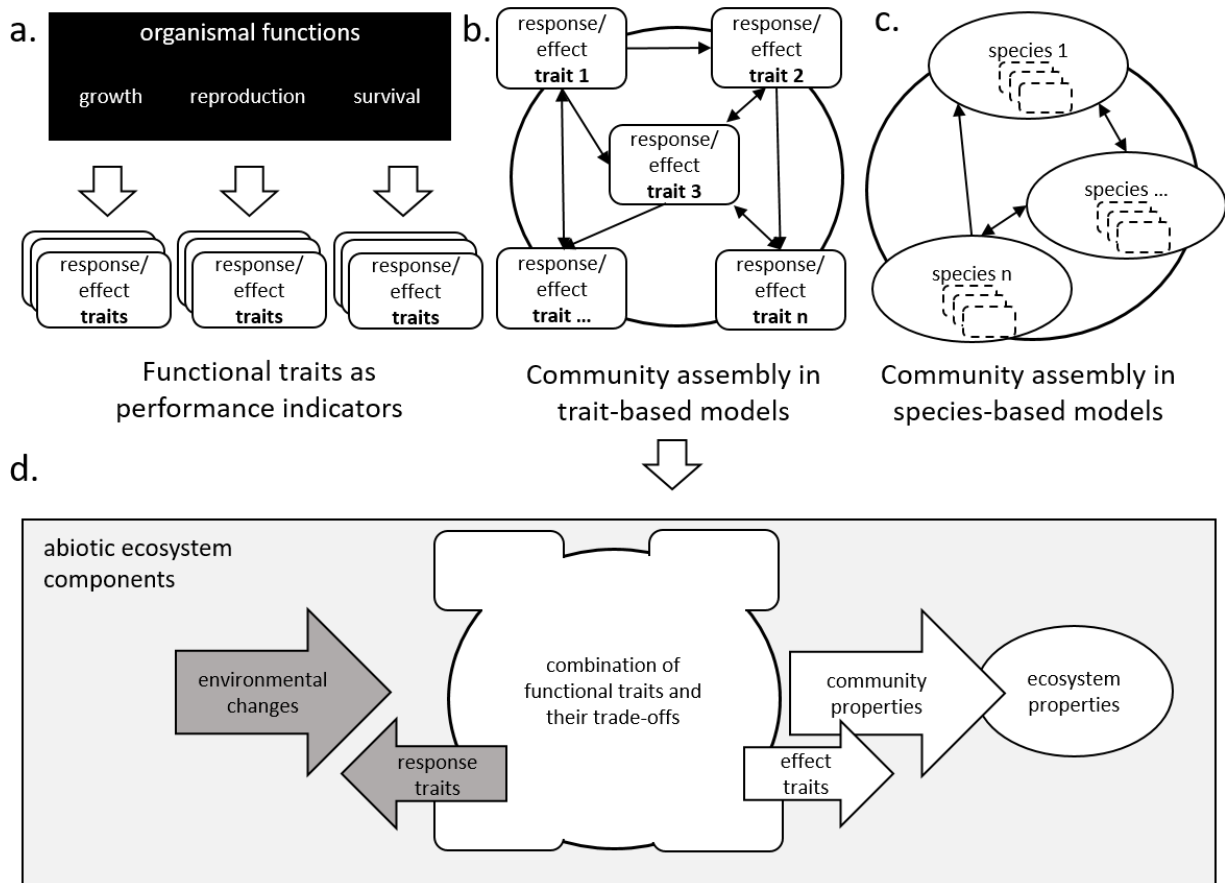 a.
organismal functions
growth
reproduction
survival
response/
effect
traits
response/
effect
traits
response/
effect
traits
Functional traits as
performance indicators
b.
response/
effect
trait 1
response/
effect
trait 2
response/
effect
trait 3
response/
effect
trait ...
response/
effect
trait n
Community assembly in
trait-based models
c.
species 1
species ...
species n
Community assembly in
species-based models
d.
abiotic ecosystem
components
environmental
changes
response
traits
combination of
functional traits and
their trade-offs
community
properties
effect
traits
ecosystem
properties